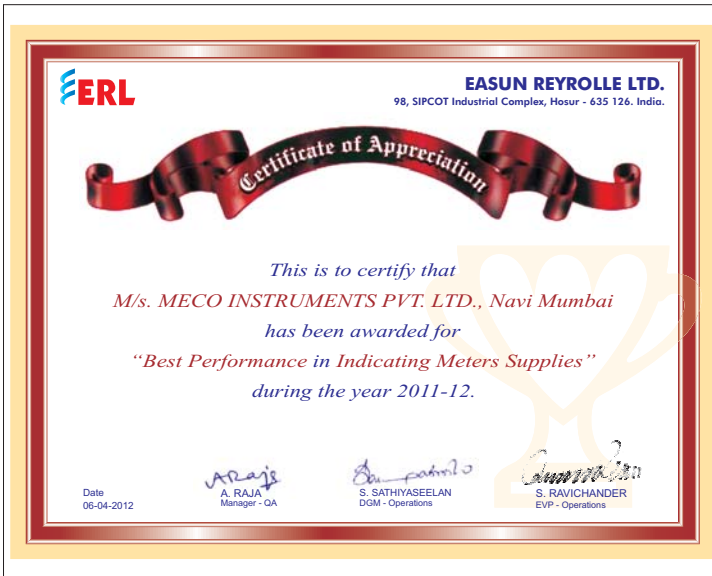 ERL
EASUN REYROLLE LTD.
98, SIPCOT Industrial Complex, Hosur - 635 126. India.
Certificate of Appreciation
This is to certify that
M/s. MECO INSTRUMENTS PVT. LTD., Navi Mumbai
has been awarded for
“Best Performance in Indicating Meters Supplies”
during the year 2011-12.
ARaja
Date
06-04-2012
A. RAJA
Manager - QA
S. SATHIYASEELAN
DGM - Operations
S. RAVICHANDER
EVP - Operations